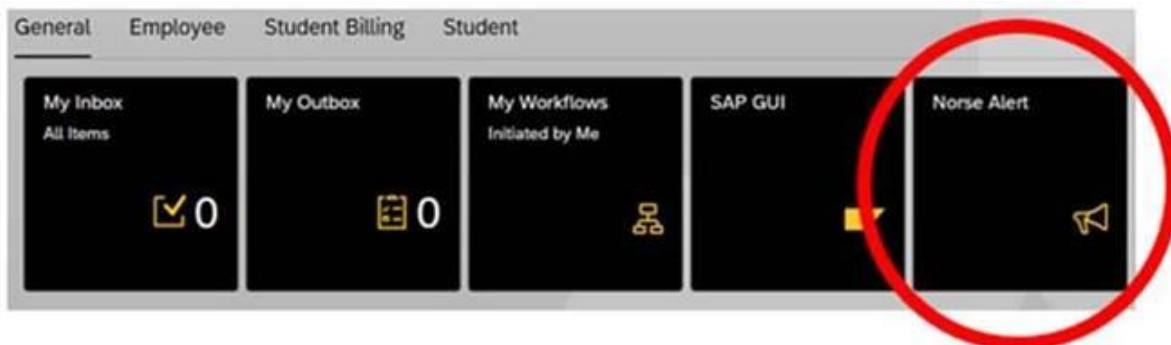 General Employee Student Billing Student
My Inbox My Outbox My Workflows SAP GUI Norse Alert
All Items Initiated by Me
0 0